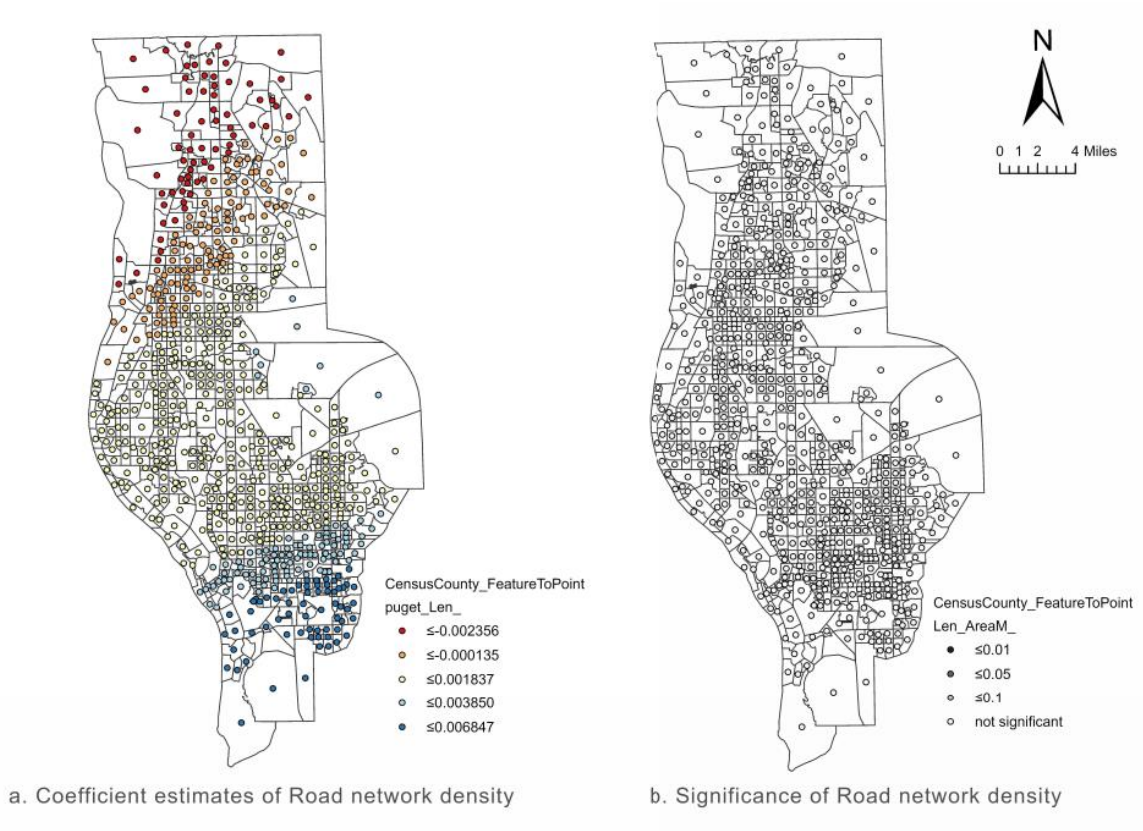 N
0 1 2 4 Miles
CensusCounty_FeatureToPoint
puget_Len_
≤-0.002356
≤-0.000135
≤0.001837
≤0.003850
≤0.006847
CensusCounty_FeatureToPoint
Len_AreaM_
≤0.01
≤0.05
≤0.1
not significant
a. Coefficient estimates of Road network density
b. Significance of Road network density